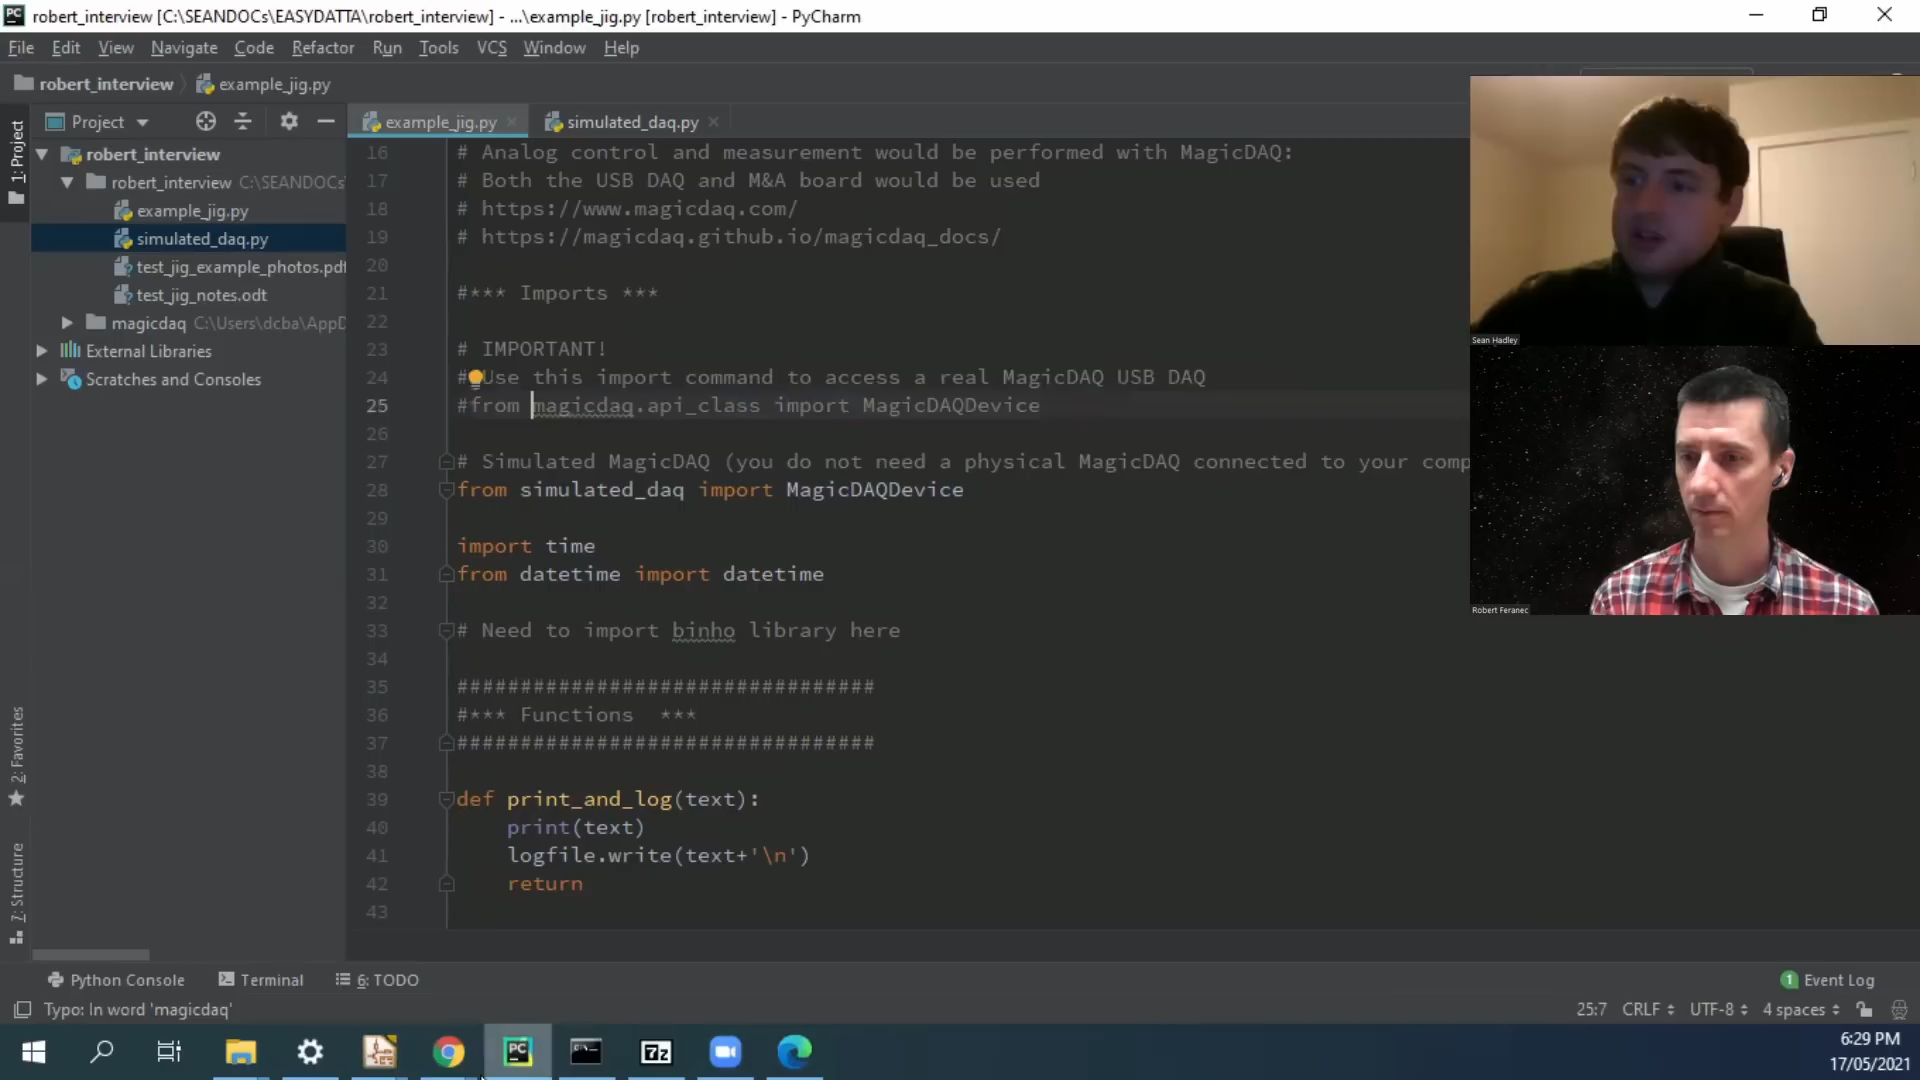 PC robert_interview [C:\SEANDOCs\EASYDATTA\robert_interview] - ...\example_jig.py [robert_interview] - PyCharm
File Edit View Navigate Code Refactor Run Tools VCS Window Help
robert_interview example_jig.py
1: Project
Project
example_jig.py
simulated_daq.py
robert_interview
robert_interview C:\SEANDOCs
example_jig.py
simulated_daq.py
test_jig_example_photos.pdf
test_jig_notes.odt
magicdaq C:\Users\dcba\AppD
External Libraries
Scratches and Consoles
16 # Analog control and measurement would be performed with MagicDAQ:
17 # Both the USB DAQ and M&A board would be used
18 # https://www.magicdaq.com/
19 # https://magicdaq.github.io/magicdaq_docs/
20
21 #*** Imports ***
22
23 # IMPORTANT!
24 # Use this import command to access a real MagicDAQ USB DAQ
25 #from magicdaq.api_class import MagicDAQDevice
26
27 # Simulated MagicDAQ (you do not need a physical MagicDAQ connected to your comp
28 from simulated_daq import MagicDAQDevice
29
30 import time
31 from datetime import datetime
32
33 # Need to import binho library here
34
35 #################################
36 #*** Functions  ***
37 #################################
38
39 def print_and_log(text):
40 print(text)
41 logfile.write(text+'\n')
42 return
43
Sean Hadley
Robert Feranec
2: Favorites
7: Structure
Python Console Terminal 6: TODO
1 Event Log
Typo: In word 'magicdaq'
25:7 CRLF UTF-8 4 spaces
PC
7z
6:29 PM
17/05/2021